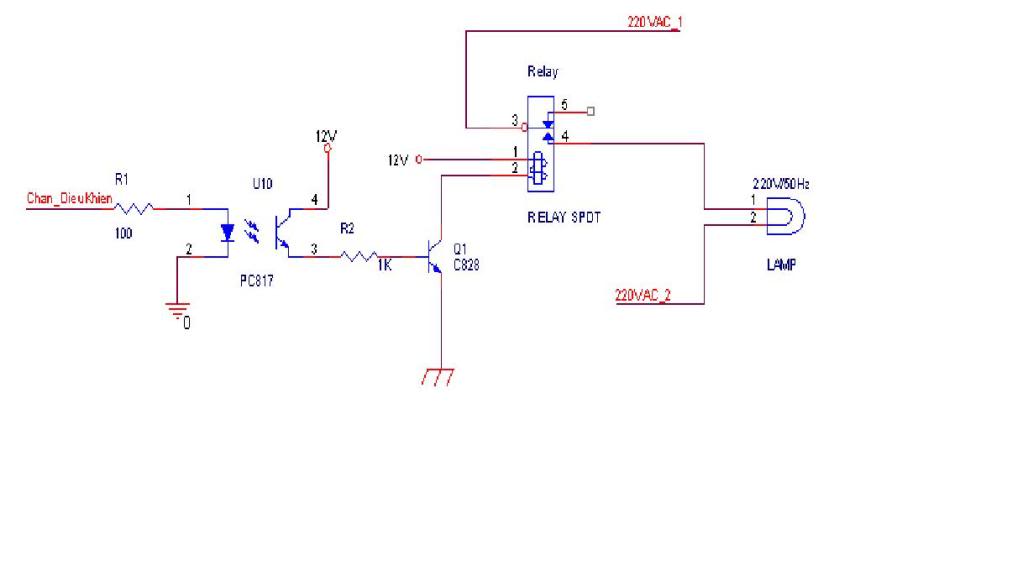 220VAC_1
Relay
5
3
4
12V
12V
1
2
R1
U10
Chan_DieuKhien
1
4
R2
220V/50Hz
1
2
100
RELAY SPDT
2
3
1K
Q1
C828
LAMP
PC817
220VAC_2
0